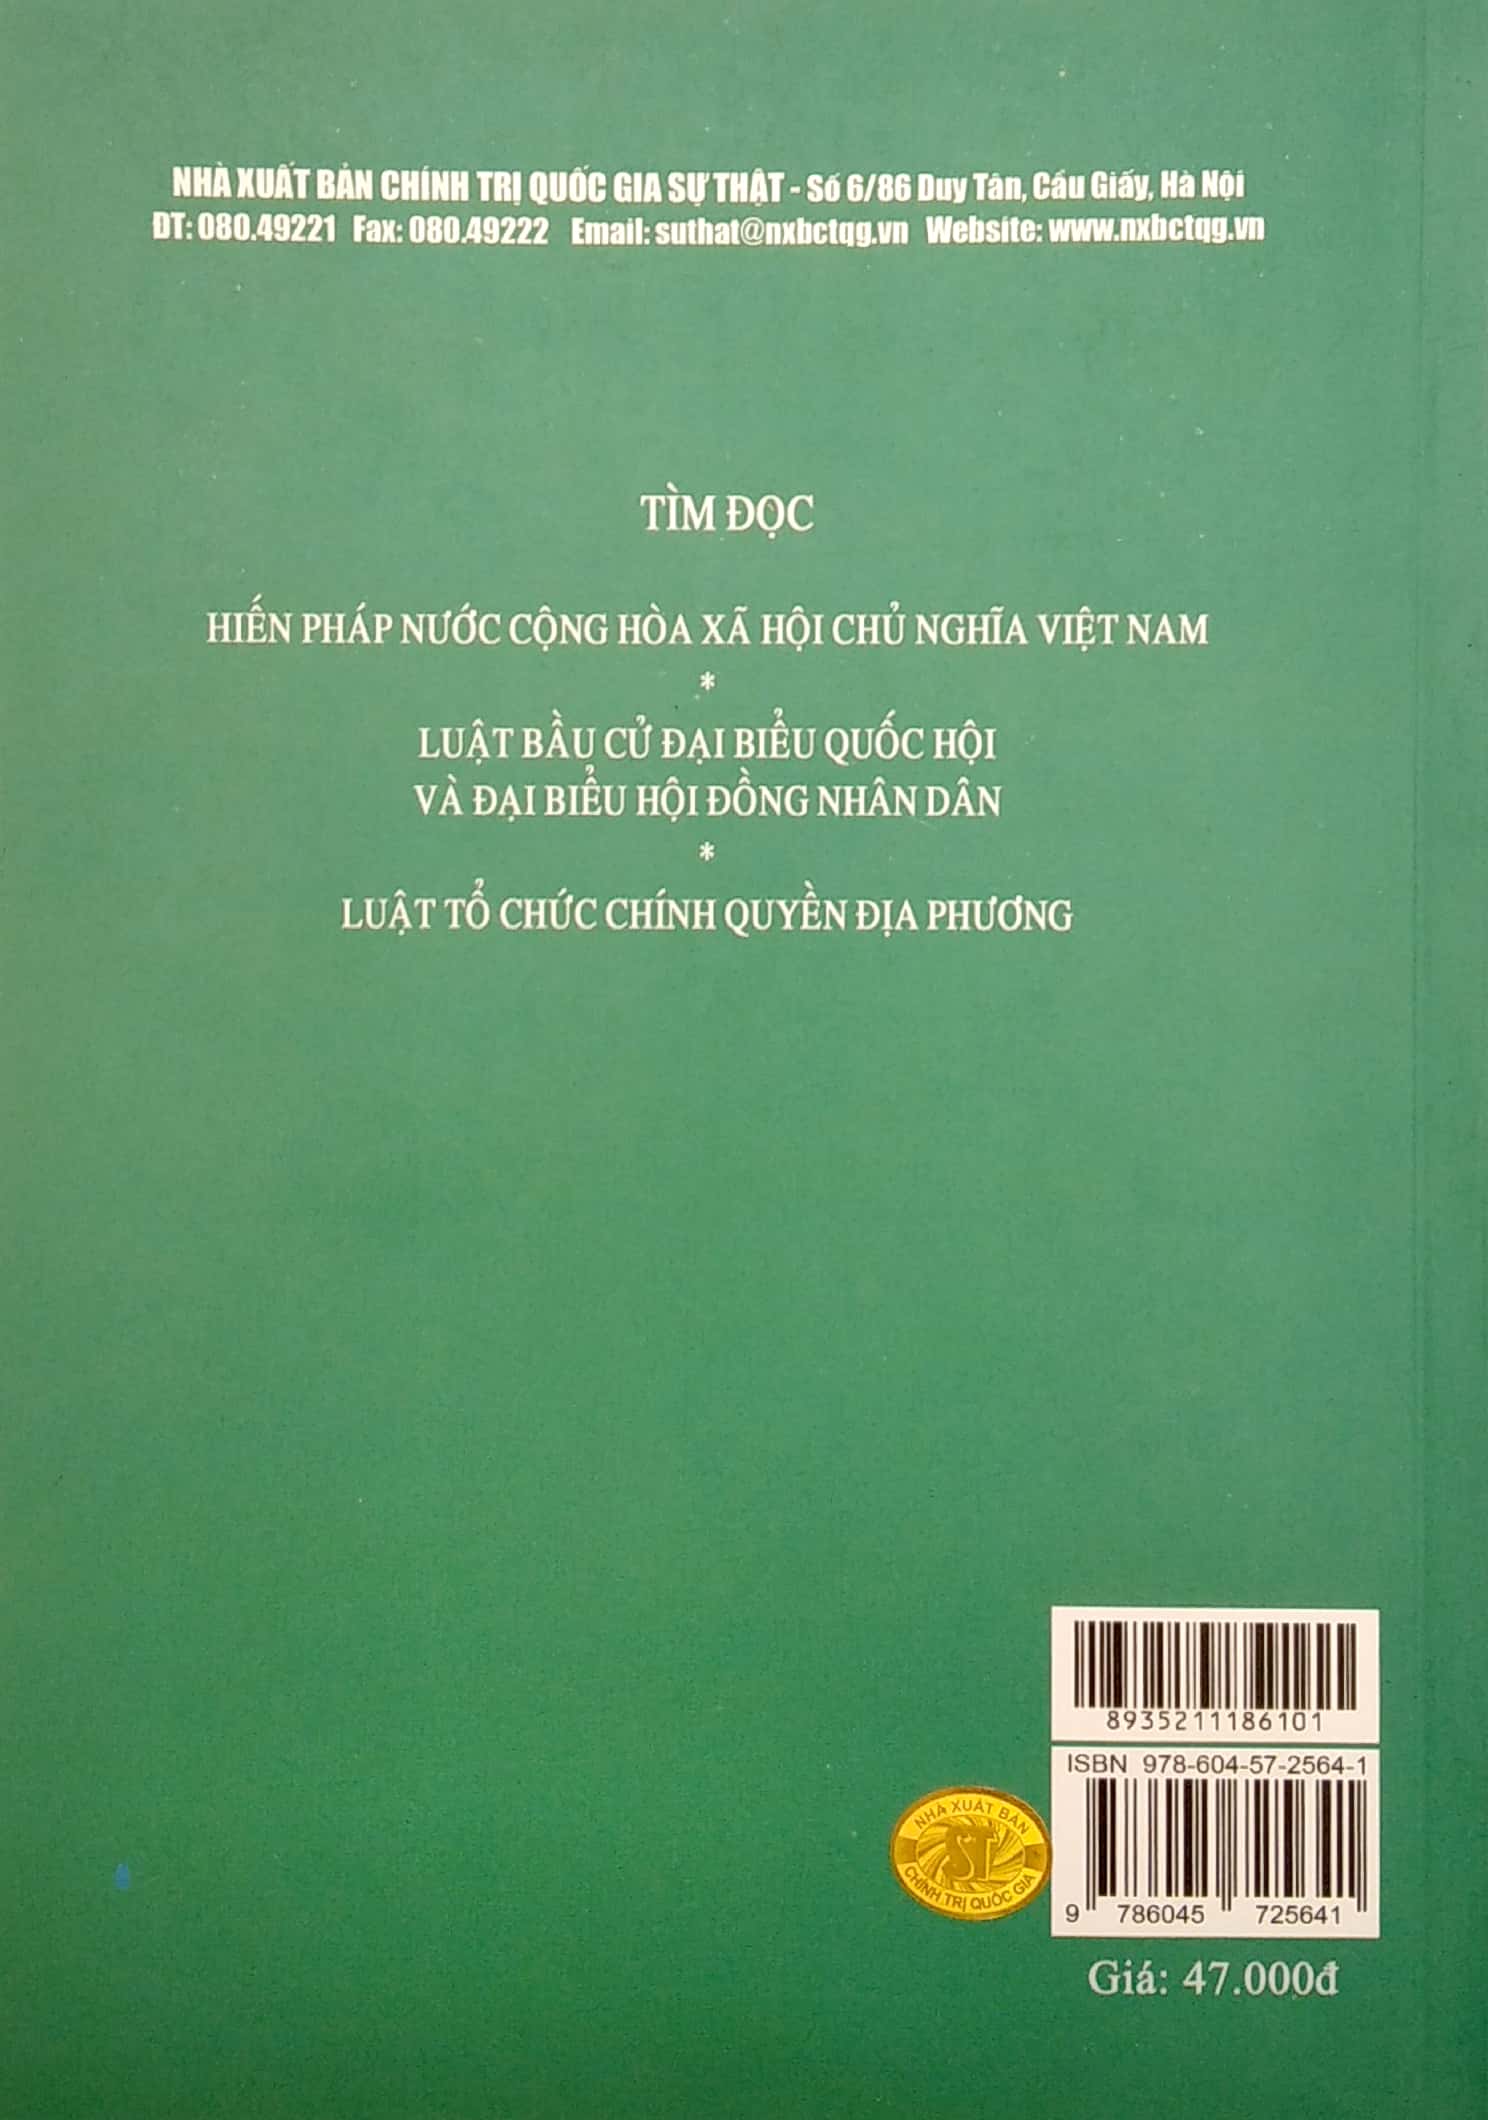 NHÀ XUẤT BẢN CHÍNH TRỊ QUỐC GIA SỰ THẬT - Số 6/86 Duy Tân, Cầu Giấy, Hà Nội
ĐT: 080.49221 Fax: 080.49222 Email: suthat@nxbctqg.vn Website: www.nxbctqg.vn
TÌM ĐỌC
HIẾN PHÁP NƯỚC CỘNG HÒA XÃ HỘI CHỦ NGHĨA VIỆT NAM
*
LUẬT BẦU CỬ ĐẠI BIỂU QUỐC HỘI
VÀ ĐẠI BIỂU HỘI ĐỒNG NHÂN DÂN
*
LUẬT TỔ CHỨC CHÍNH QUYỀN ĐỊA PHƯƠNG
8935211186101
ISBN 978-604-57-2564-1
NHÀ XUẤT BẢN
ST
CHÍNH TRỊ QUỐC GIA
9 786045 725641
Giá: 47.000đ